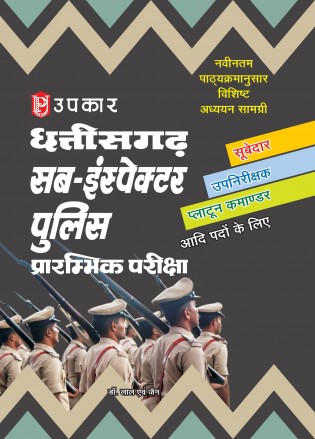 नवीनतम
पाठ्यक्रमानुसार
विशिष्ट
अध्ययन सामग्री
उपकार
छत्तीसगढ़
सब-इंस्पेक्टर
पुलिस
प्रारम्भिक परीक्षा
सूबेदार
उपनिरीक्षक
प्लाटून कमाण्डर
आदि पदों के लिए
डॉ. लाल एवं जैन